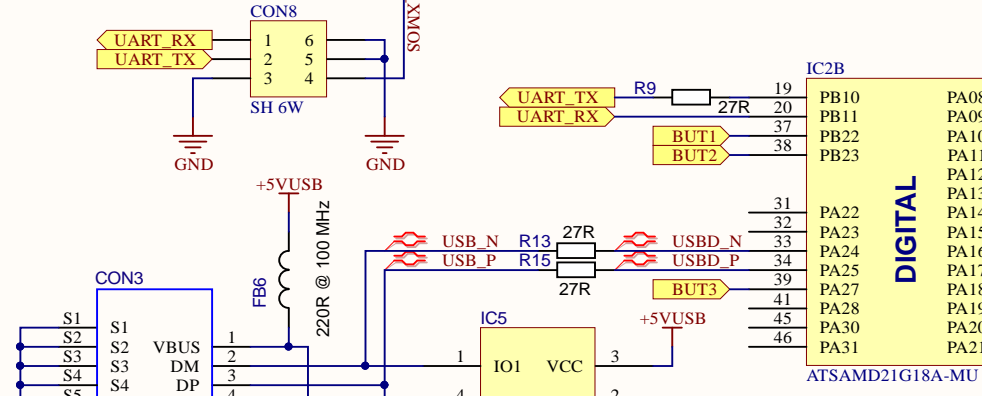 CON8
XMOS
UART_RX 1 6
UART_TX 2 5
3 4
SH 6W
GND GND
IC2B
UART_TX R9 27R 19 PB10 PA08
UART_RX 20 PB11 PA09
BUT1 37 PB22 PA10
BUT2 38 PB23 PA11
PA12
PA13
31 PA22 PA14
32 PA23 PA15
USB_N R13 27R USBD_N 33 PA24 PA16
USB_P R15 27R USBD_P 34 PA25 PA17
BUT3 39 PA27 PA18
41 PA28 PA19
45 PA30 PA20
46 PA31 PA21
DIGITAL
ATSAMD21G18A-MU
+5VUSB
FB6
220R @ 100 MHz
CON3
S1 S1
S2 S2 VBUS 1
S3 S3 DM 2
S4 S4 DP 3
S5 4
IC5
+5VUSB
1 IO1 VCC 3
4 2